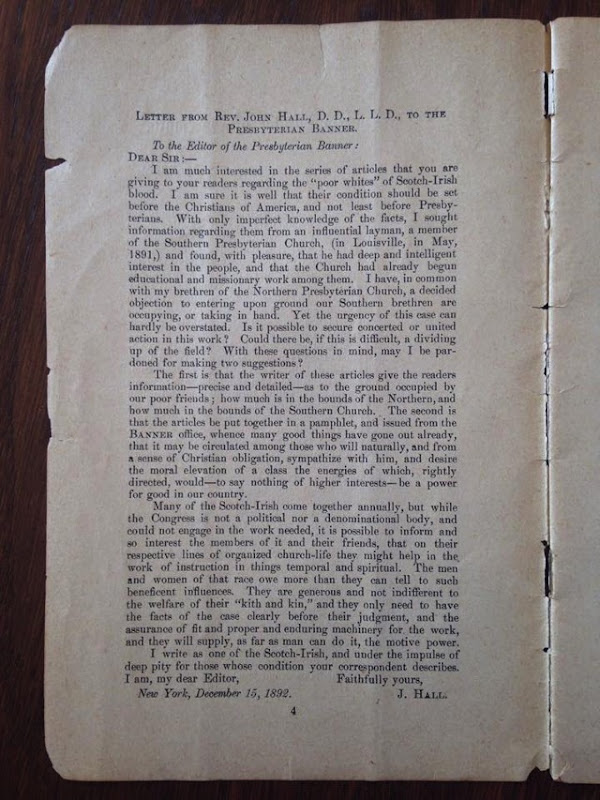 LETTER FROM REV. JOHN HALL, D. D., L. L. D., TO THE
PRESBYTERIAN BANNER.
To the Editor of the Presbyterian Banner:
DEAR SIR:—
I am much interested in the series of articles that you are
giving to your readers regarding the "poor whites" of Scotch-Irish
blood. I am sure it is well that their condition should be set
before the Christians of America, and not least before Presby-
terians. With only imperfect knowledge of the facts, I sought
information regarding them from an influential layman, a member
of the Southern Presbyterian Church, (in Louisville, in May,
1891,) and found, with pleasure, that he had deep and intelligent
interest in the people, and that the Church had already begun
educational and missionary work among them. I have, in common
with my brethren of the Northern Presbyterian Church, a decided
objection to entering upon ground our Southern brethren are
occupying, or taking in hand. Yet the urgency of this case can
hardly be overstated. Is it possible to secure concerted or united
action in this work? Could there be, if this is difficult, a dividing
up of the field? With these questions in mind, may I be par-
doned for making two suggestions?
The first is that the writer of these articles give the readers
information—precise and detailed—as to the ground occupied by
our poor friends; how much is in the bounds of the Northern, and
how much in the bounds of the Southern Church. The second is
that the articles be put together in a pamphlet, and issued from the
BANNER office, whence many good things have gone out already,
that it may be circulated among those who will naturally, and from
a sense of Christian obligation, sympathize with him, and desire
the moral elevation of a class the energies of which, rightly
directed, would—to say nothing of higher interests—be a power
for good in our country.
Many of the Scotch-Irish come together annually, but while
the Congress is not a political nor a denominational body, and
could not engage in the work needed, it is possible to inform and
so interest the members of it and their friends, that on their
respective lines of organized church-life they might help in the
work of instruction in things temporal and spiritual. The men
and women of that race owe more than they can tell to such
beneficent influences. They are generous and not indifferent to
the welfare of their "kith and kin," and they only need to have
the facts of the case clearly before their judgment, and the
assurance of fit and proper and enduring machinery for the work,
and they will supply, as far as man can do it, the motive power.
I write as one of the Scotch-Irish, and under the impulse of
deep pity for those whose condition your correspondent describes.
I am, my dear Editor, Faithfully yours,
New York, December 15, 1892. J. HALL.
4